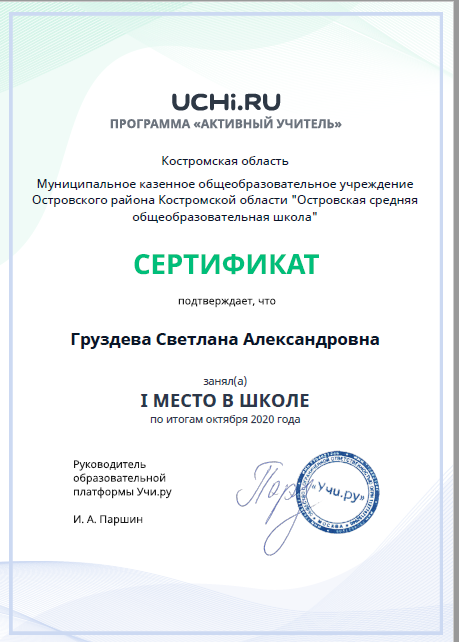 UCHi.RU
ПРОГРАММА «АКТИВНЫЙ УЧИТЕЛЬ»
Костромская область
Муниципальное казенное общеобразовательное учреждение
Островского района Костромской области "Островская средняя
общеобразовательная школа"
СЕРТИФИКАТ
подтверждает, что
Груздева Светлана Александровна
занял(а)
I МЕСТО В ШКОЛЕ
по итогам октября 2020 года
Руководитель
образовательной
платформы Учи.ру
И. А. Паршин
«Учи.ру»
МОСКВА